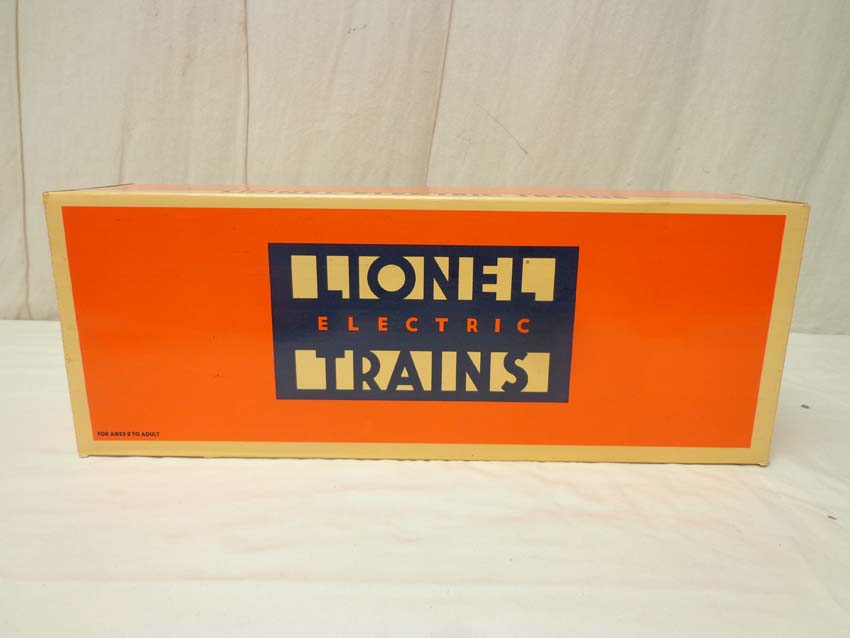 LIONEL
ELECTRIC
TRAINS
FOR AGES 8 TO ADULT